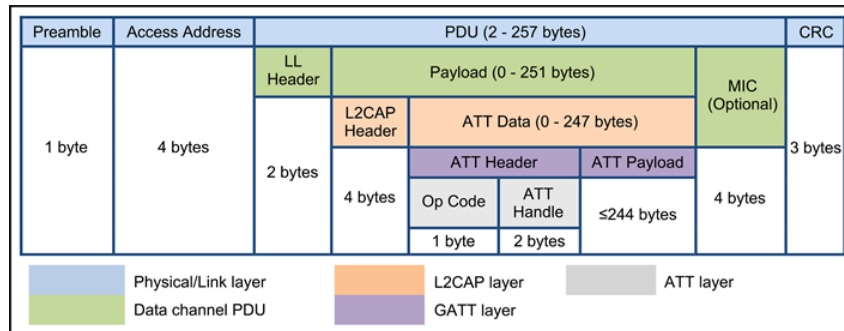 Preamble
Access Address
PDU (2 - 257 bytes)
CRC
LL
Header
Payload (0 - 251 bytes)
MIC
(Optional)
L2CAP
Header
ATT Data (0 - 247 bytes)
1 byte
4 bytes
2 bytes
3 bytes
ATT Header
ATT Payload
4 bytes
Op Code
ATT
Handle
≤244 bytes
4 bytes
1 byte
2 bytes
Physical/Link layer
L2CAP layer
ATT layer
Data channel PDU
GATT layer